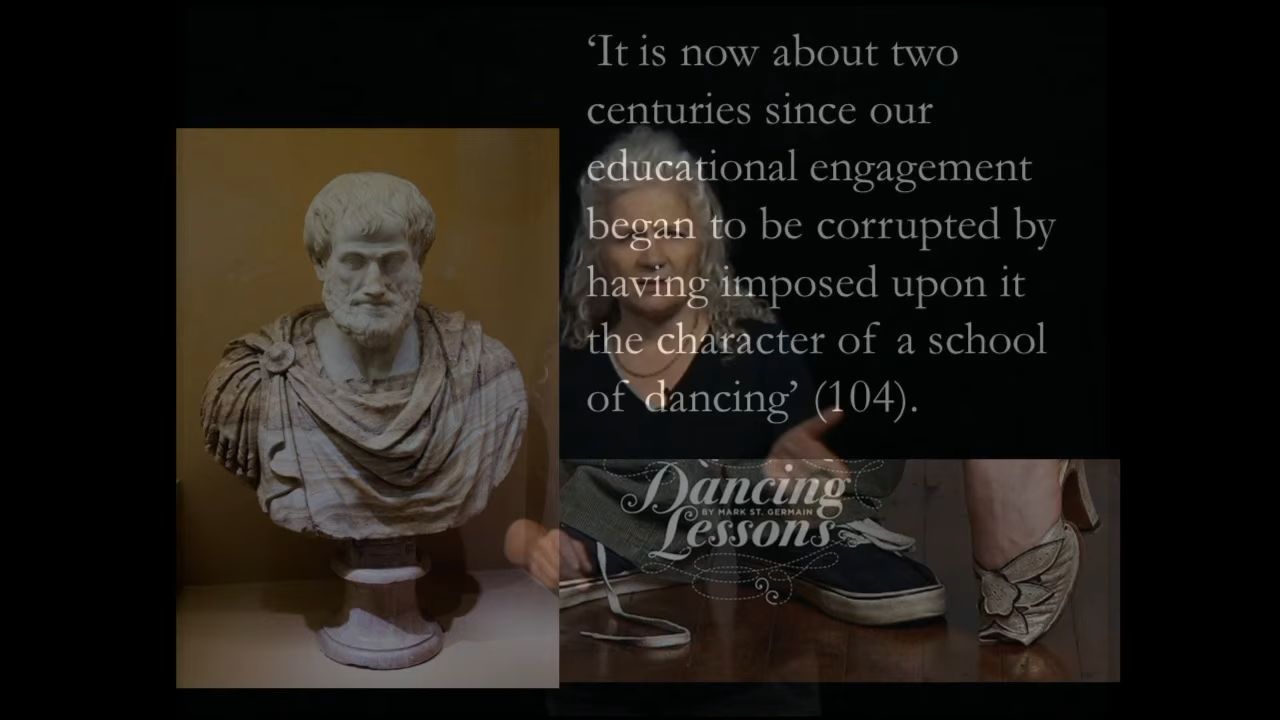 ‘It is now about two
centuries since our
educational engagement
began to be corrupted by
having imposed upon it
the character of a school
of dancing’ (104).
Dancing
BY MARK ST. GERMAIN
Lessons